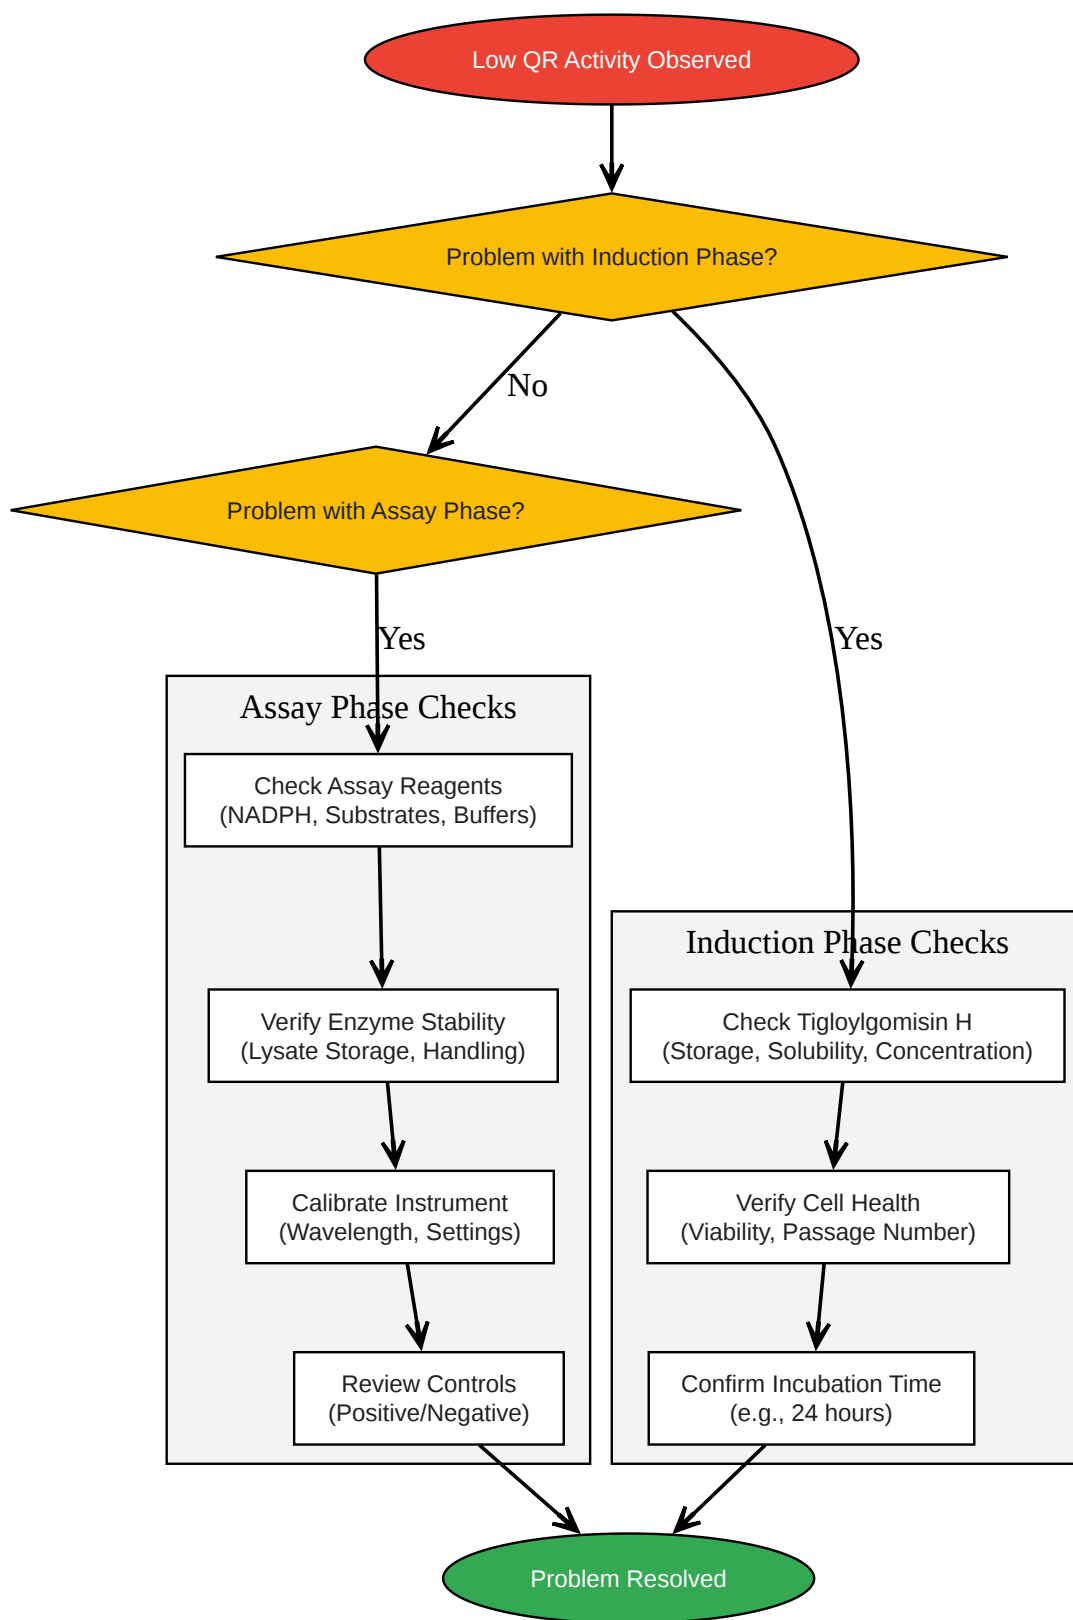 Low QR Activity Observed
Problem with Induction Phase?
No
Problem with Assay Phase?
Yes
Yes
Assay Phase Checks
Check Assay Reagents
(NADPH, Substrates, Buffers)
Verify Enzyme Stability
(Lysate Storage, Handling)
Calibrate Instrument
(Wavelength, Settings)
Review Controls
(Positive/Negative)
Induction Phase Checks
Check Tigloylgomisin H
(Storage, Solubility, Concentration)
Verify Cell Health
(Viability, Passage Number)
Confirm Incubation Time
(e.g., 24 hours)
Problem Resolved